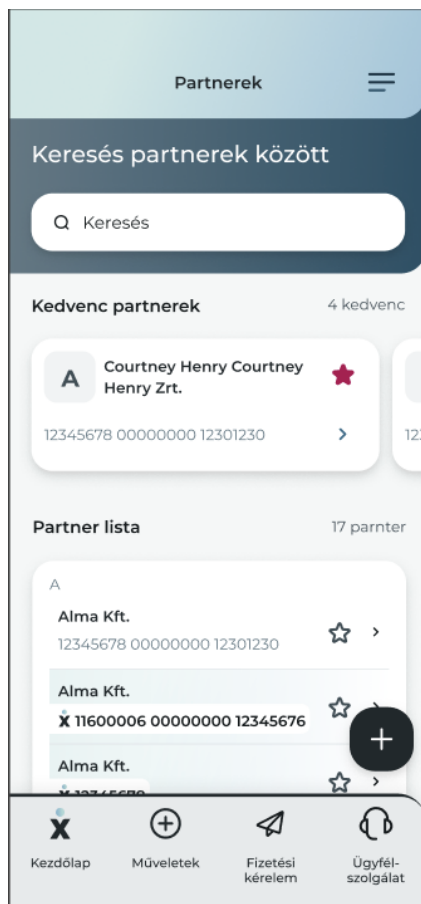 Partnerek
Keresés partnerek között
Keresés
Kedvenc partnerek
4 kedvenc
A
Courtney Henry Courtney
Henry Zrt.
12345678 00000000 12301230
12
Partner lista
17 parnter
A
Alma Kft.
12345678 00000000 12301230
Alma Kft.
11600006 00000000 12345676
Alma Kft.
12345678
Kezdőlap
Műveletek
Fizetési
kérelem
Ügyfél-
szolgálat